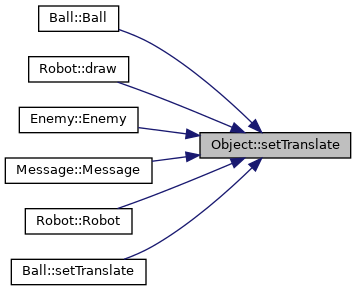 Ball::Ball
Robot::draw
Enemy::Enemy
Object::setTranslate
Message::Message
Robot::Robot
Ball::setTranslate